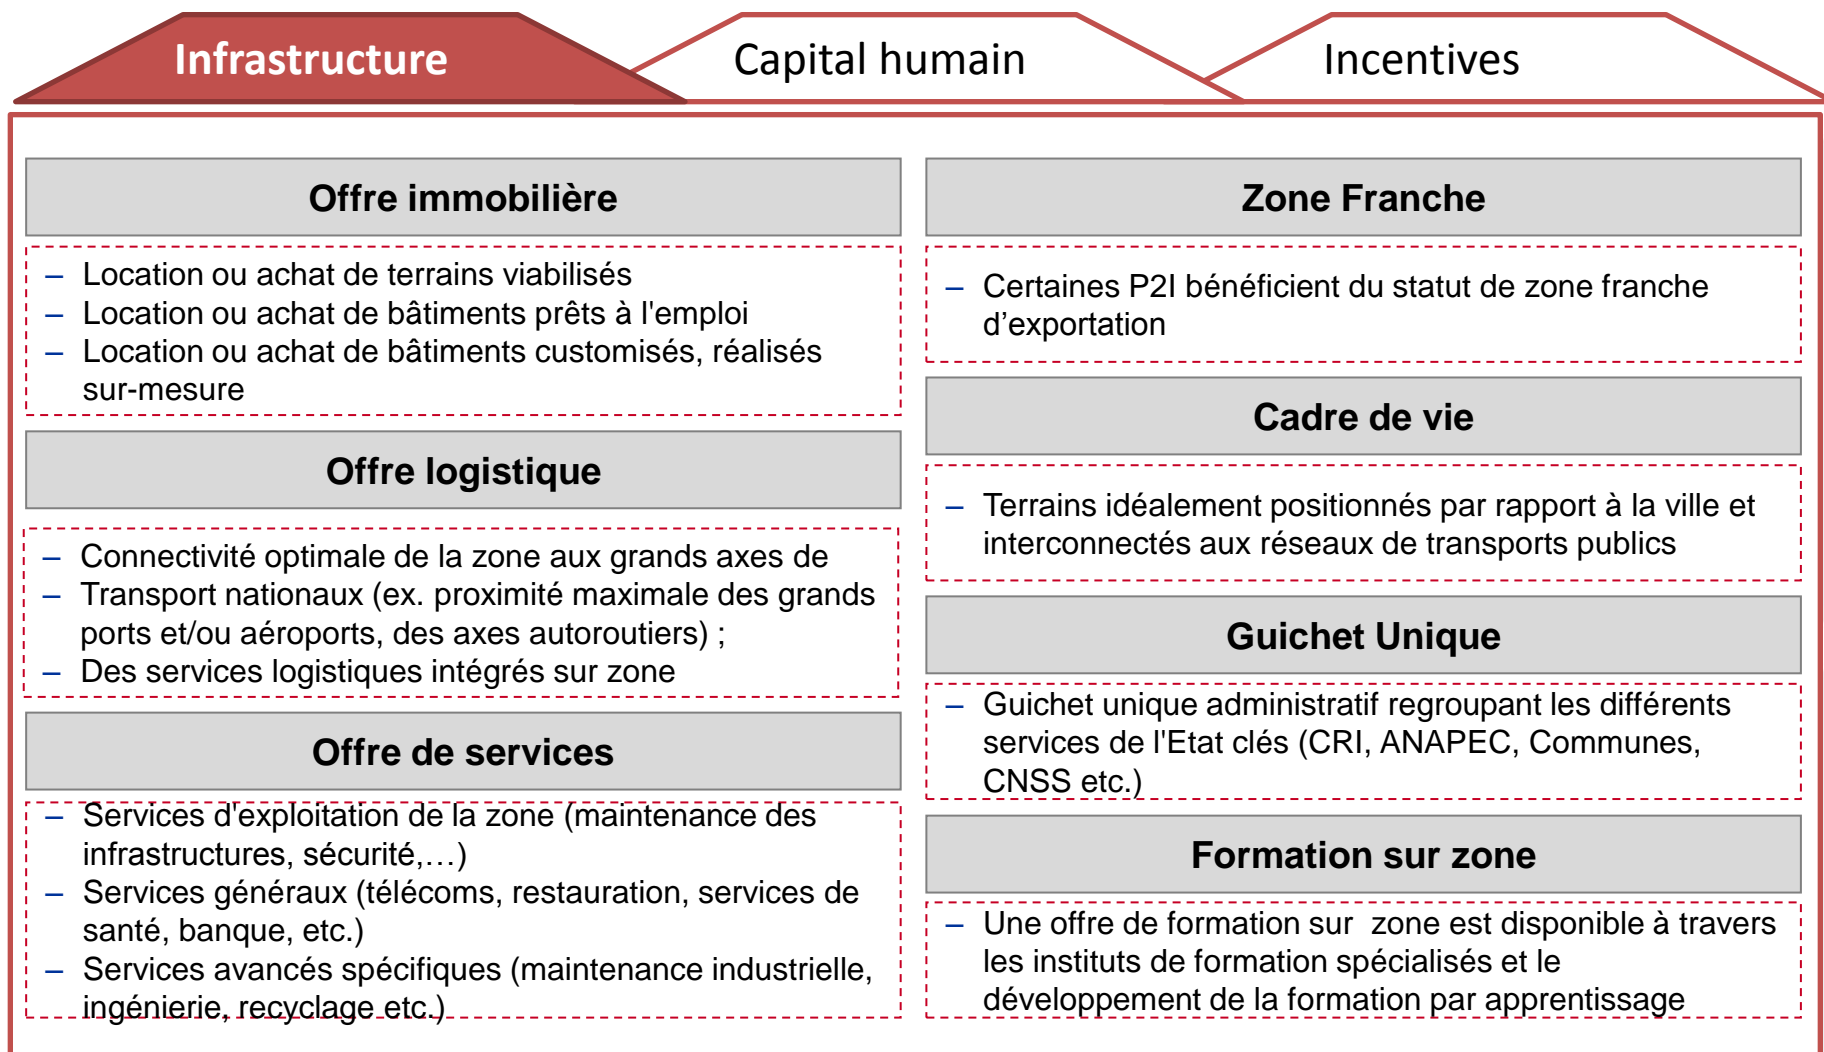 Infrastructure
Capital humain
Incentives
Offre immobilière
– Location ou achat de terrains viabilisés
– Location ou achat de bâtiments prêts à l'emploi
– Location ou achat de bâtiments customisés, réalisés
sur-mesure
Offre logistique
– Connectivité optimale de la zone aux grands axes de
– Transport nationaux (ex. proximité maximale des grands
ports et/ou aéroports, des axes autoroutiers) ;
– Des services logistiques intégrés sur zone
Offre de services
– Services d'exploitation de la zone (maintenance des
infrastructures, sécurité,…)
– Services généraux (télécoms, restauration, services de
santé, banque, etc.)
– Services avancés spécifiques (maintenance industrielle,
ingénierie, recyclage etc.)
Zone Franche
– Certaines P2I bénéficient du statut de zone franche
d’exportation
Cadre de vie
– Terrains idéalement positionnés par rapport à la ville et
interconnectés aux réseaux de transports publics
Guichet Unique
– Guichet unique administratif regroupant les différents
services de l'Etat clés (CRI, ANAPEC, Communes,
CNSS etc.)
Formation sur zone
– Une offre de formation sur  zone est disponible à travers
les instituts de formation spécialisés et le
développement de la formation par apprentissage